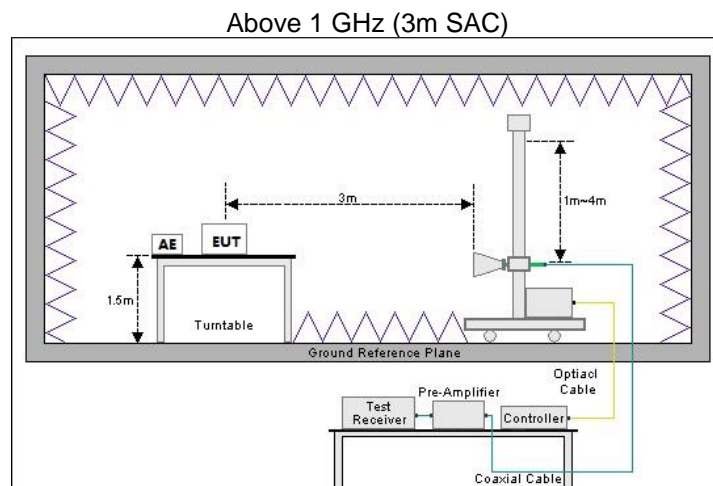 Above 1 GHz (3m SAC)
3m
1m~4m
AE
EUT
1.5m
Turntable
Ground Reference Plane
Optiacl
Cable
Pre-Amplifier
Test
Receiver
Controller
Coaxial Cable